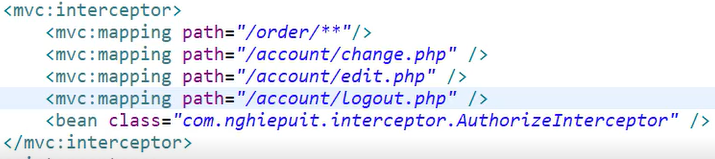 <mvc:interceptor>
<mvc:mapping path="/order/**"/>
<mvc:mapping path="/account/change.php" />
<mvc:mapping path="/account/edit.php" />
<mvc:mapping path="/account/logout.php" />
<bean class="com.nghiepuit.interceptor.AuthorizeInterceptor" />
</mvc:interceptor>